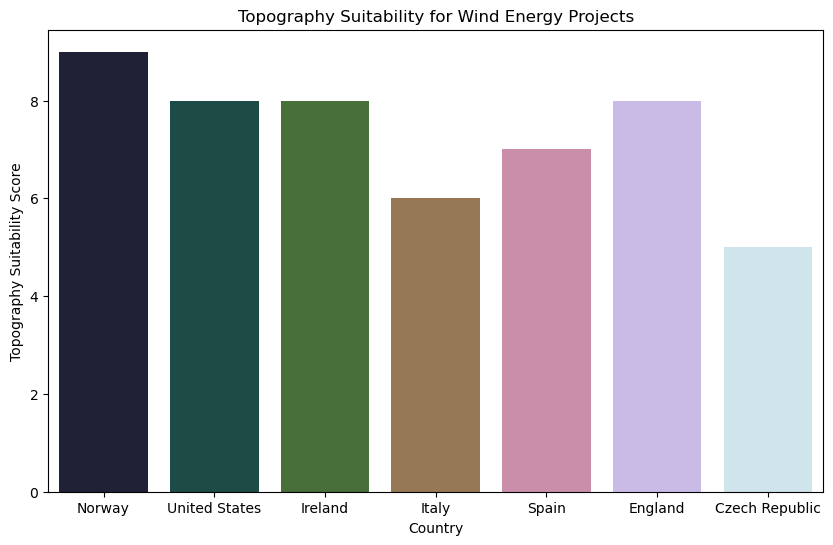 Topography Suitability for Wind Energy Projects
Topography Suitability Score
8
6
4
2
0
Norway United States Ireland Italy Spain England Czech Republic
Country